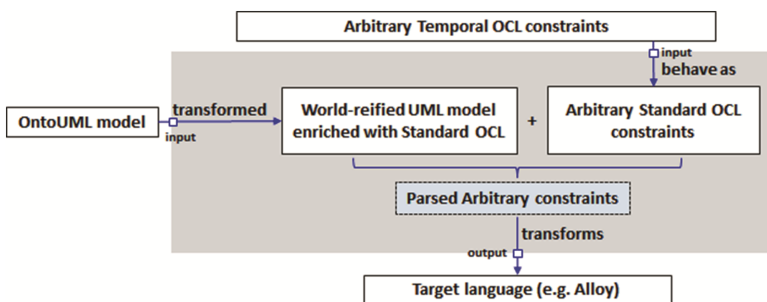 Arbitrary Temporal OCL constraints
input
behave as
OntoUML model
transformed
input
World-reified UML model
enriched with Standard OCL
+
Arbitrary Standard OCL
constraints
Parsed Arbitrary constraints
transforms
output
Target language (e.g. Alloy)